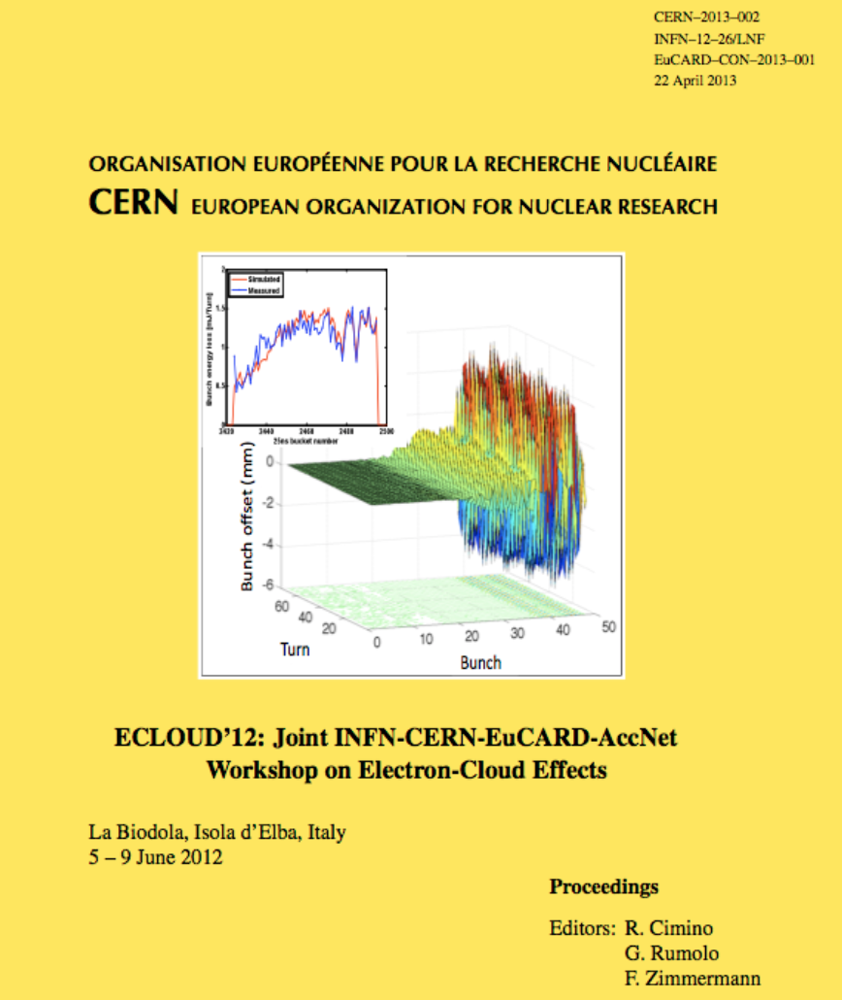 CERN–2013–002
INFN–12–26/LNF
EuCARD–CON–2013–001
22 April 2013
ORGANISATION EUROPÉENNE POUR LA RECHERCHE NUCLÉAIRE
CERN EUROPEAN ORGANIZATION FOR NUCLEAR RESEARCH
Simulated
Measured
Bunch energy loss [mJ/Turn]
2
1.5
1
0.5
0
2420 2440 2460 2480 2500
25ns bucket number
Bunch offset (mm)
0
-2
-4
-6
60
40
20
Turn
0 10 20 30 40 50
Bunch
ECLOUD’12: Joint INFN-CERN-EuCARD-AccNet
Workshop on Electron-Cloud Effects
La Biodola, Isola d’Elba, Italy
5 – 9 June 2012
Proceedings
Editors: R. Cimino
G. Rumolo
F. Zimmermann